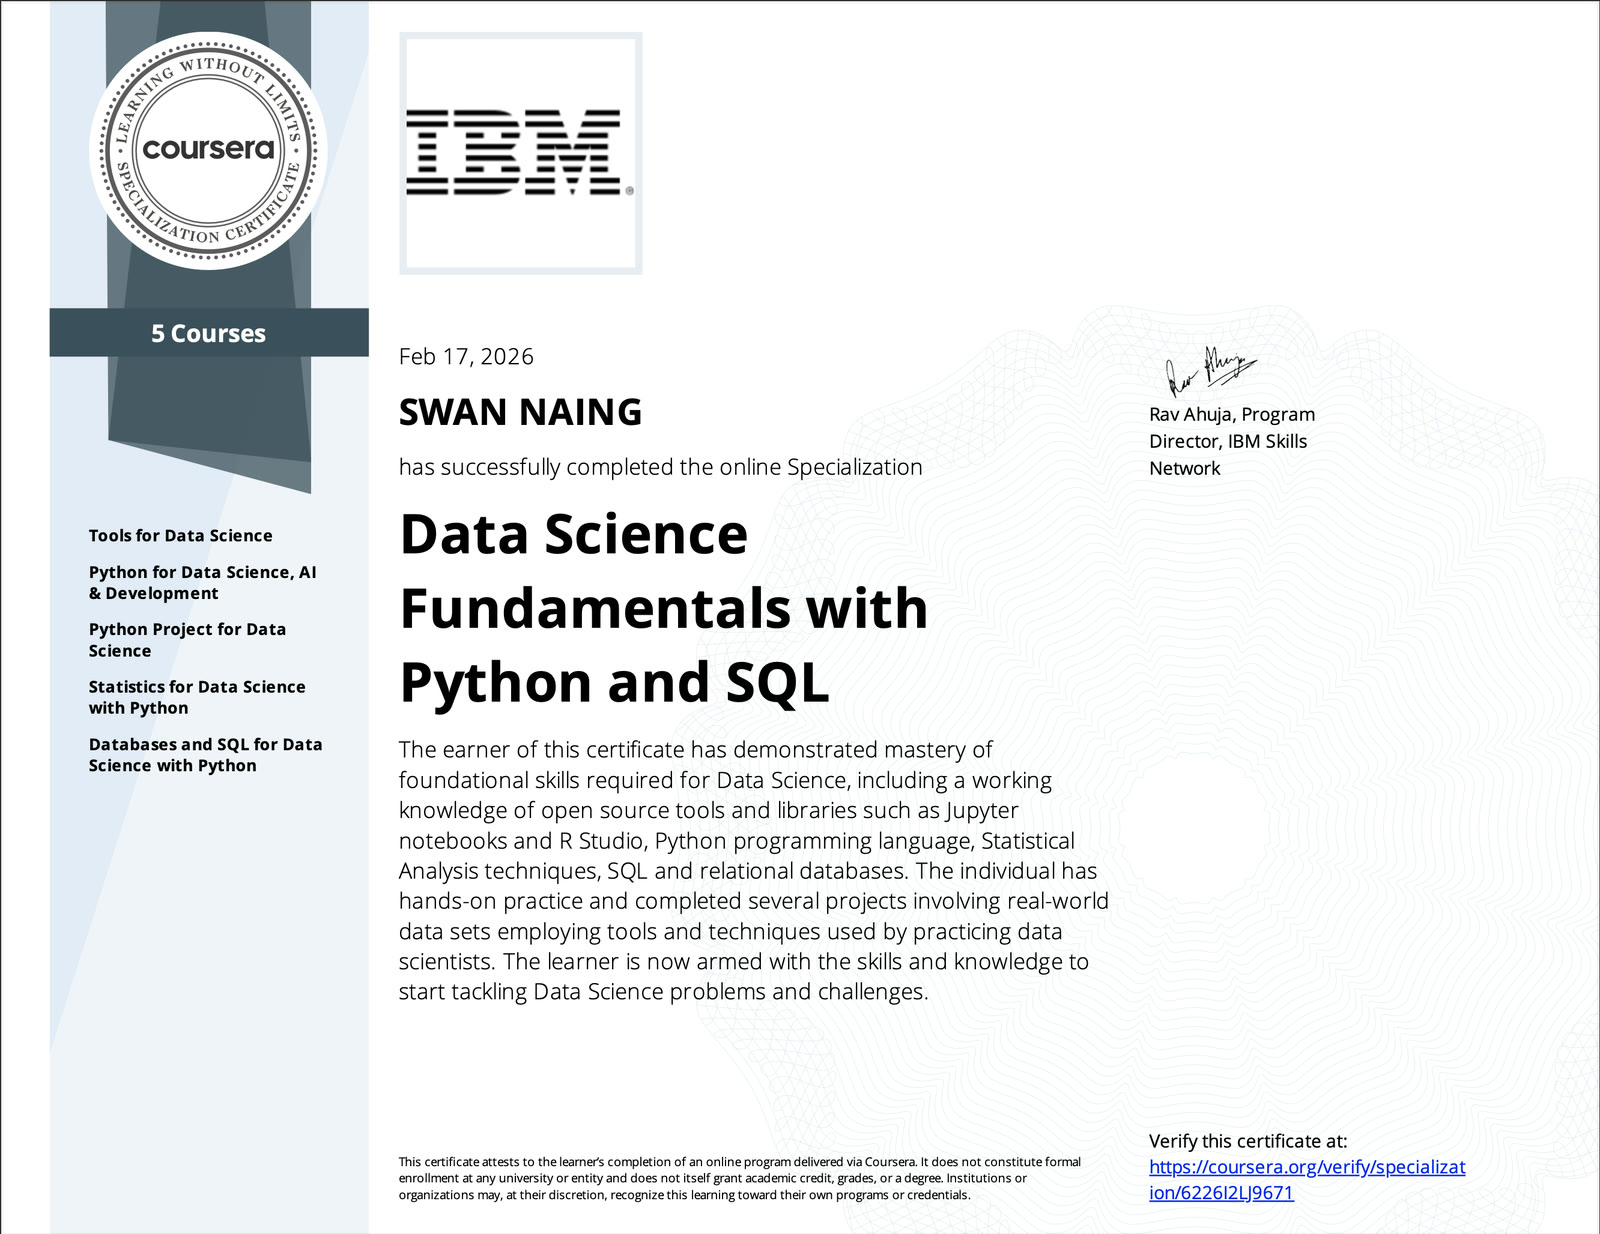 LEARNING WITHOUT LIMITS
coursera
SPECIALIZATION CERTIFICATE
5 Courses
Tools for Data Science
Python for Data Science, AI
& Development
Python Project for Data
Science
Statistics for Data Science
with Python
Databases and SQL for Data
Science with Python
IBM®
Feb 17, 2026
SWAN NAING
has successfully completed the online Specialization
Data Science
Fundamentals with
Python and SQL
The earner of this certificate has demonstrated mastery of
foundational skills required for Data Science, including a working
knowledge of open source tools and libraries such as Jupyter
notebooks and R Studio, Python programming language, Statistical
Analysis techniques, SQL and relational databases. The individual has
hands-on practice and completed several projects involving real-world
data sets employing tools and techniques used by practicing data
scientists. The learner is now armed with the skills and knowledge to
start tackling Data Science problems and challenges.
This certificate attests to the learner's completion of an online program delivered via Coursera. It does not constitute formal
enrollment at any university or entity and does not itself grant academic credit, grades, or a degree. Institutions or
organizations may, at their discretion, recognize this learning toward their own programs or credentials.
Rav Ahuja
Rav Ahuja, Program
Director, IBM Skills
Network
Verify this certificate at:
https://coursera.org/verify/specializat
ion/6226I2LJ9671